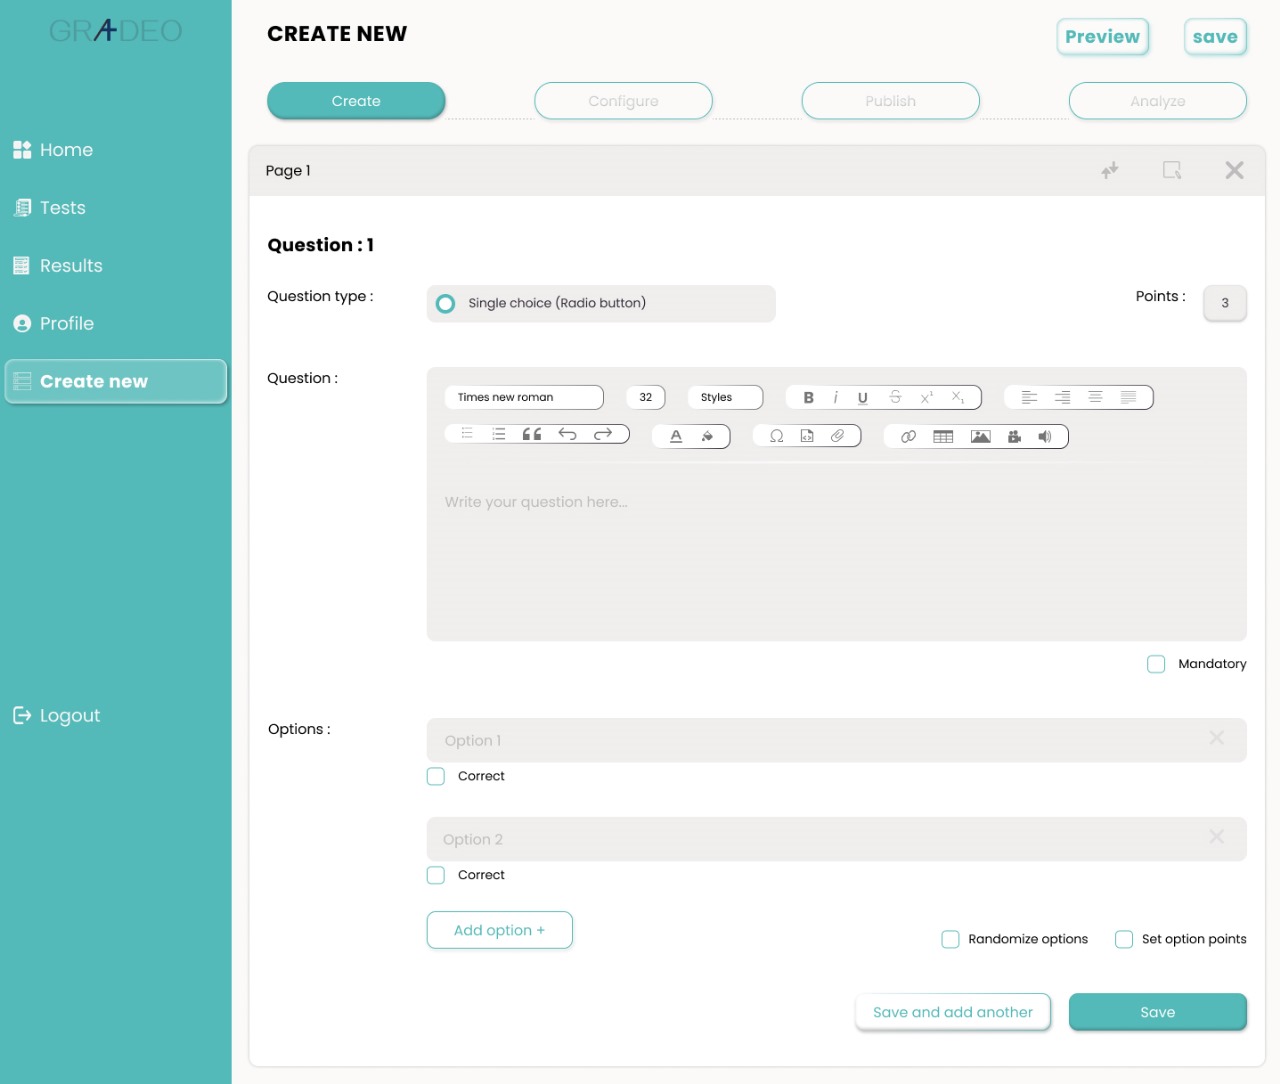 GRADEO
CREATE NEW
Preview
save
Create
Configure
Publish
Analyze
Home
Tests
Results
Profile
Create new
Logout
Page 1
Question : 1
Question type :
Single choice (Radio button)
Points :
3
Question :
Times new roman
32
Styles
B i U S X¹ X₁
A
Ω
Write your question here...
Mandatory
Options :
Option 1
Correct
Option 2
Correct
Add option +
Randomize options
Set option points
Save and add another
Save